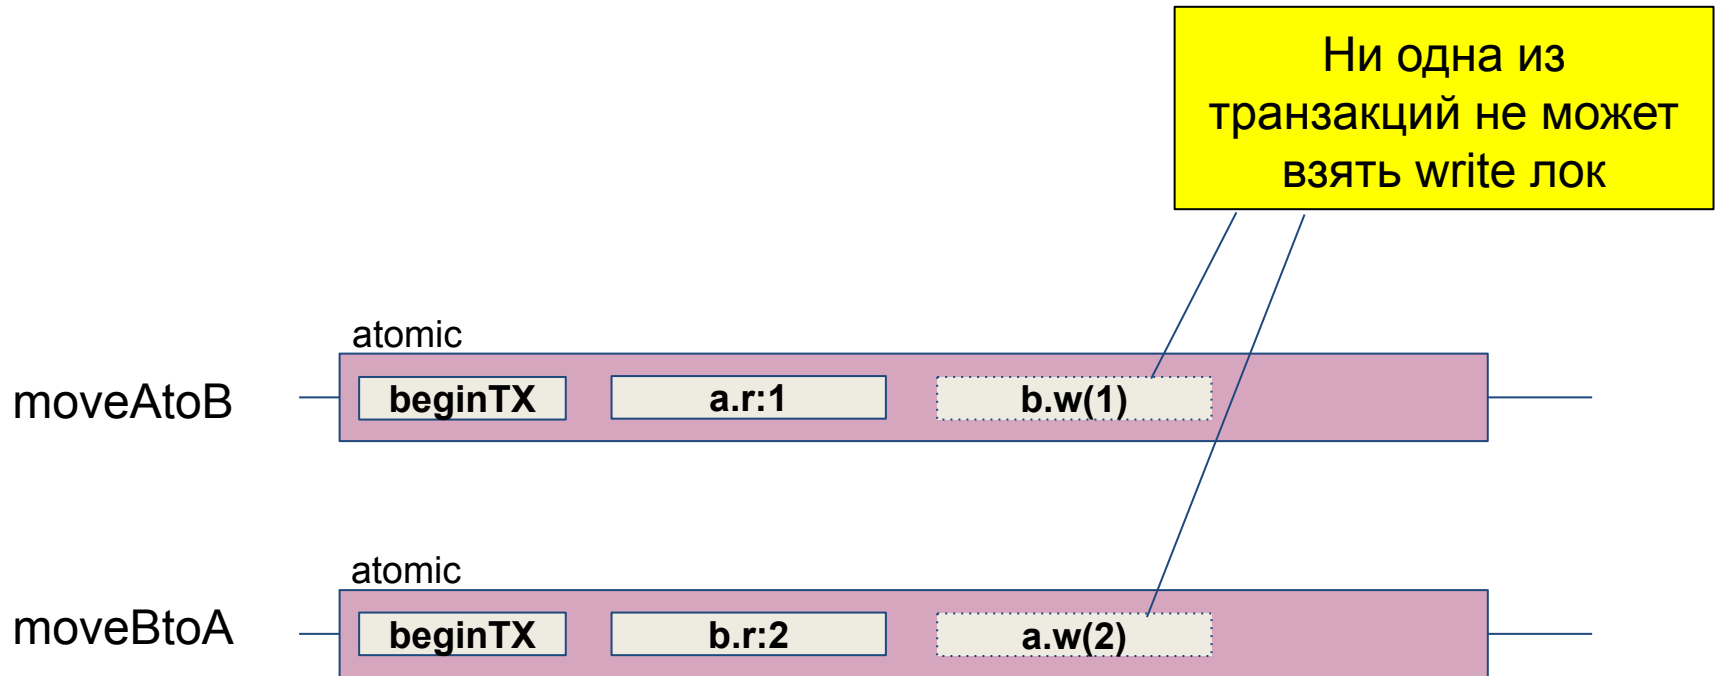 Ни одна из
транзакций не может
взять write лок
atomic
moveAtoB
beginTX
a.r:1
b.w(1)
atomic
moveBtoA
beginTX
b.r:2
a.w(2)